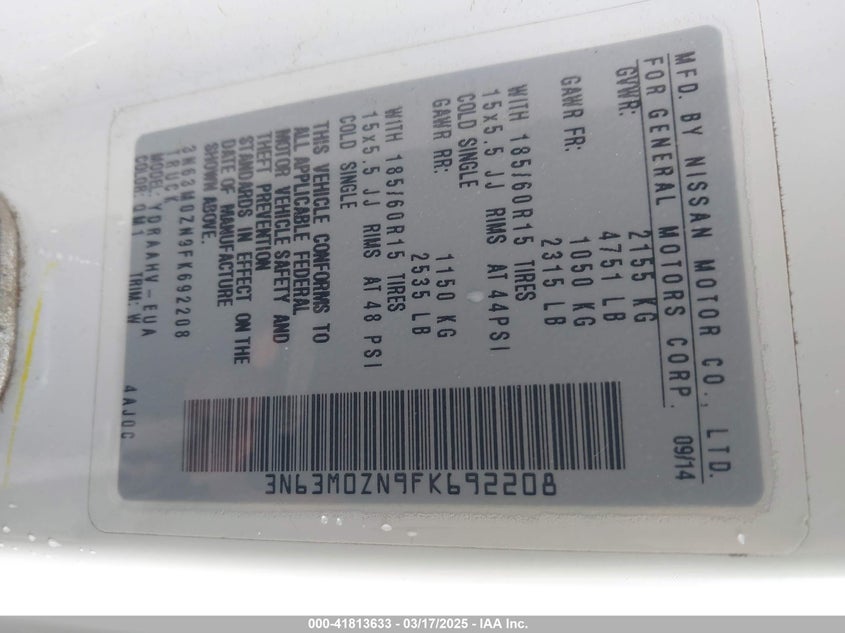 MFD. BY NISSAN MOTOR CO., LTD.
FOR GENERAL MOTORS CORP. 09/14
GVWR: 2155 KG
4751 LB
GAWR FR: 1050 KG
2315 LB
WITH 185/60R15 TIRES
15x5.5 JJ RIMS AT 44PSI
COLD SINGLE
GAWR RR: 1150 KG
2535 LB
WITH 185/60R15 TIRES
15x5.5 JJ RIMS AT 48 PSI
COLD SINGLE
THIS VEHICLE CONFORMS TO
ALL APPLICABLE FEDERAL
MOTOR VEHICLE SAFETY AND
THEFT PREVENTION
STANDARDS IN EFFECT ON THE
DATE OF MANUFACTURE
SHOWN ABOVE.
3N63M0ZN9FK692208
TRUCK
MODEL: YDRAAHV-EUA
COLOR: QM1 TRIM: W 4AJ0C
3N63M0ZN9FK692208
000-41813633 - 03/17/2025 - IAA Inc.